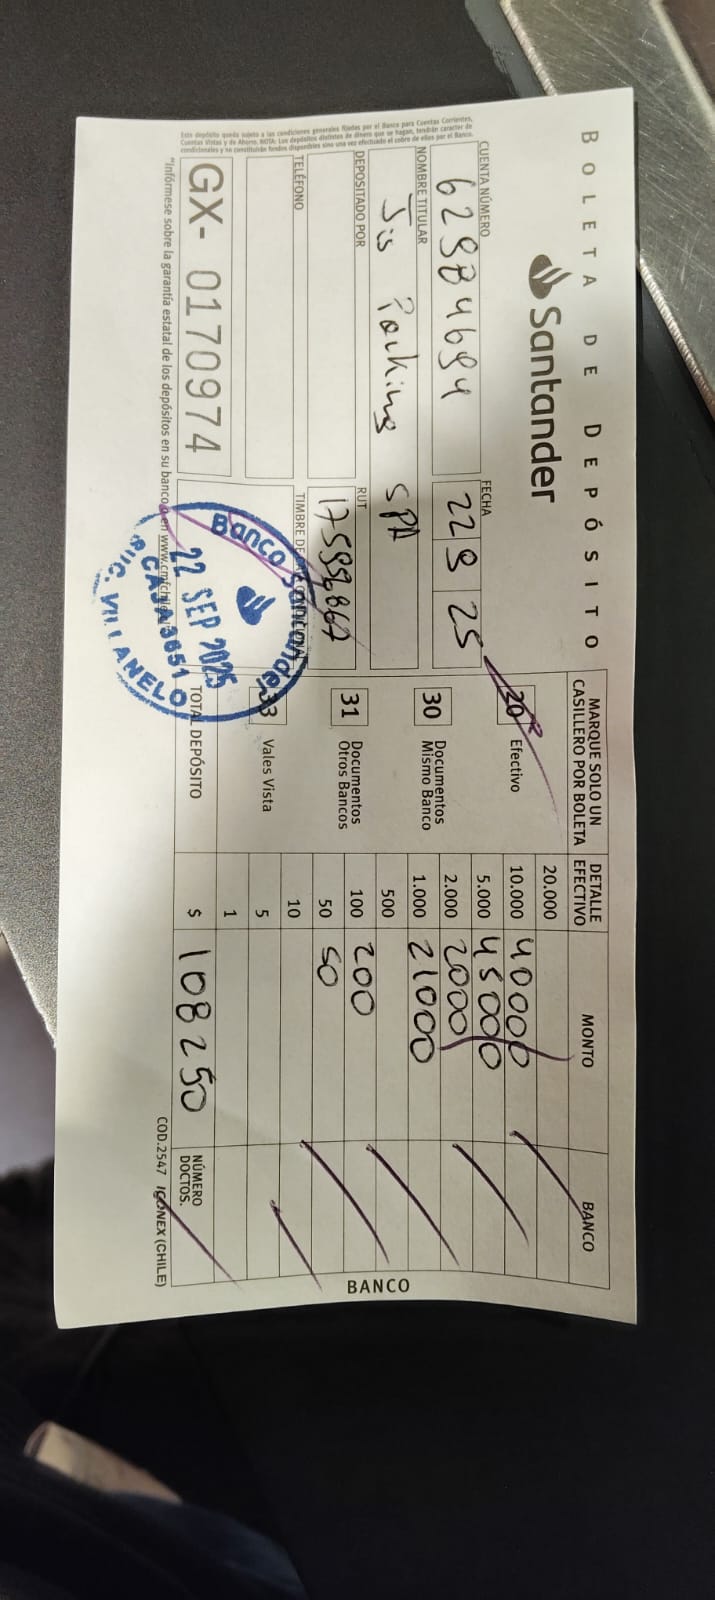 BOLETA DE DEPÓSITO
Santander
CUENTA NÚMERO
62984694
FECHA
22 9 25
NOMBRE TITULAR
Jis Parking SPA
DEPOSITADO POR
RUT
TELÉFONO
TIMBRE DE
GX- 0170974
Este depósito queda sujeto a las condiciones generales fijadas por el Banco para Cuentas Corrientes,
Cuentas Vistas y de Ahorro. NOTA: Los depósitos distintos de dinero que se hagan, tendrán caracter de
condicionales y no constituirán fondos disponibles sino una vez efectuado el cobro de ellos por el Banco.
"Infórmese sobre la garantía estatal de los depósitos en su banco o en www.cmfchile
Banco Santander
22 SEP 2025
CAJA 3651
SUC. VILLANELO
MARQUE SOLO UN
CASILLERO POR BOLETA
20 Efectivo
30 Documentos
Mismo Banco
31 Documentos
Otros Bancos
33 Vales Vista
TOTAL DEPÓSITO
DETALLE
EFECTIVO
MONTO
BANCO
20.000
10.000 40000
5.000 45000
2.000 2000
1.000 21000
500
100 200
50 50
10
5
1
$ 108250
NÚMERO
DOCTOS.
COD.2547 ICONEX (CHILE)
BANCO